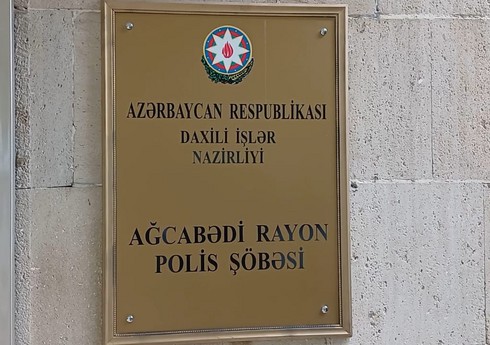 AZƏRBAYCAN RESPUBLİKASI
DAXİLİ İŞLƏR
NAZİRLİYİ
AĞCABƏDİ RAYON
POLİS ŞÖBƏSİ